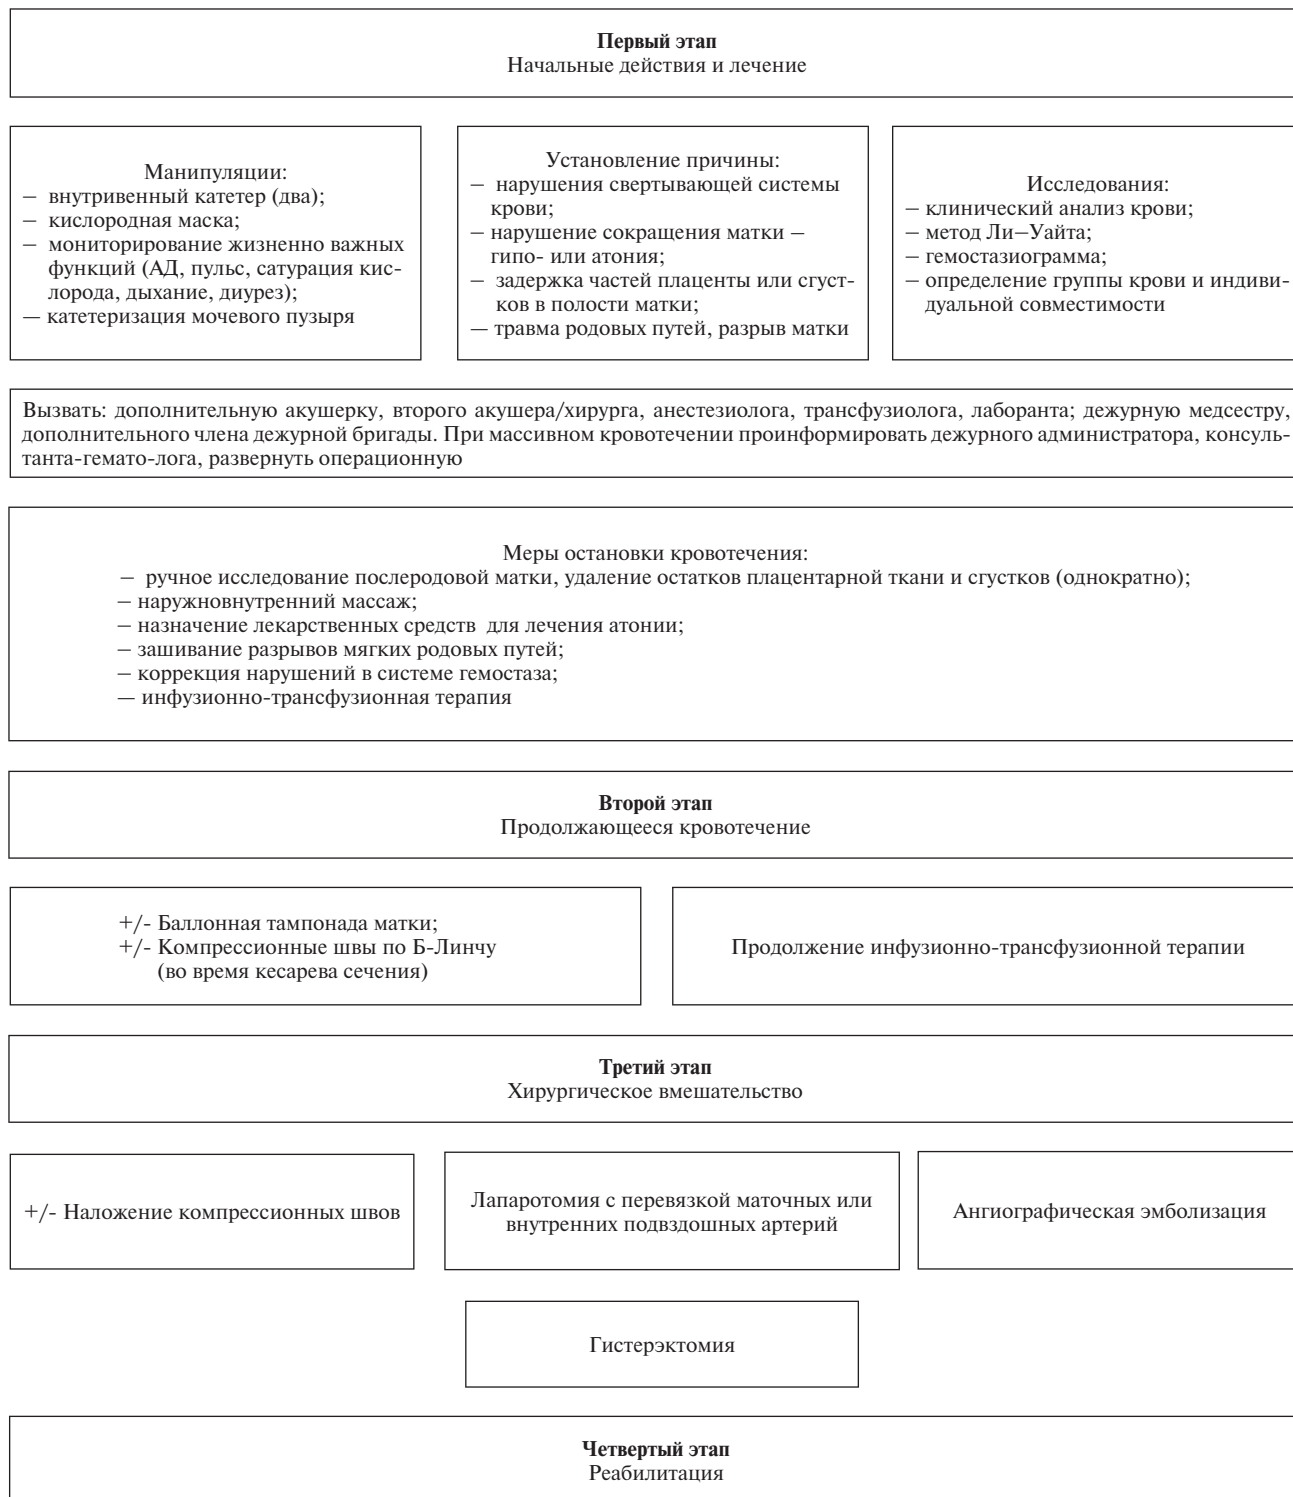 Первый этап
Начальные действия и лечение
Манипуляции:
– внутривенный катетер (два);
– кислородная маска;
– мониторирование жизненно важных
функций (АД, пульс, сатурация кис-
лорода, дыхание, диурез);
— катетеризация мочевого пузыря
Установление причины:
– нарушения свертывающей системы
крови;
– нарушение сокращения матки –
гипо- или атония;
– задержка частей плаценты или сгуст-
ков в полости матки;
— травма родовых путей, разрыв матки
Исследования:
– клинический анализ крови;
– метод Ли–Уайта;
– гемостазиограмма;
– определение группы крови и индиви-
дуальной совместимости
Вызвать: дополнительную акушерку, второго акушера/хирурга, анестезиолога, трансфузиолога, лаборанта; дежурную медсестру,
дополнительного члена дежурной бригады. При массивном кровотечении проинформировать дежурного администратора, консуль-
танта-гемато-лога, развернуть операционную
Меры остановки кровотечения:
– ручное исследование послеродовой матки, удаление остатков плацентарной ткани и сгустков (однократно);
– наружновнутренний массаж;
– назначение лекарственных средств для лечения атонии;
– зашивание разрывов мягких родовых путей;
– коррекция нарушений в системе гемостаза;
— инфузионно-трансфузионная терапия
Второй этап
Продолжающееся кровотечение
+/- Баллонная тампонада матки;
+/- Компрессионные швы по Б-Линчу
(во время кесарева сечения)
Продолжение инфузионно-трансфузионной терапии
Третий этап
Хирургическое вмешательство
+/- Наложение компрессионных швов
Лапаротомия с перевязкой маточных или
внутренних подвздошных артерий
Ангиографическая эмболизация
Гистерэктомия
Четвертый этап
Реабилитация